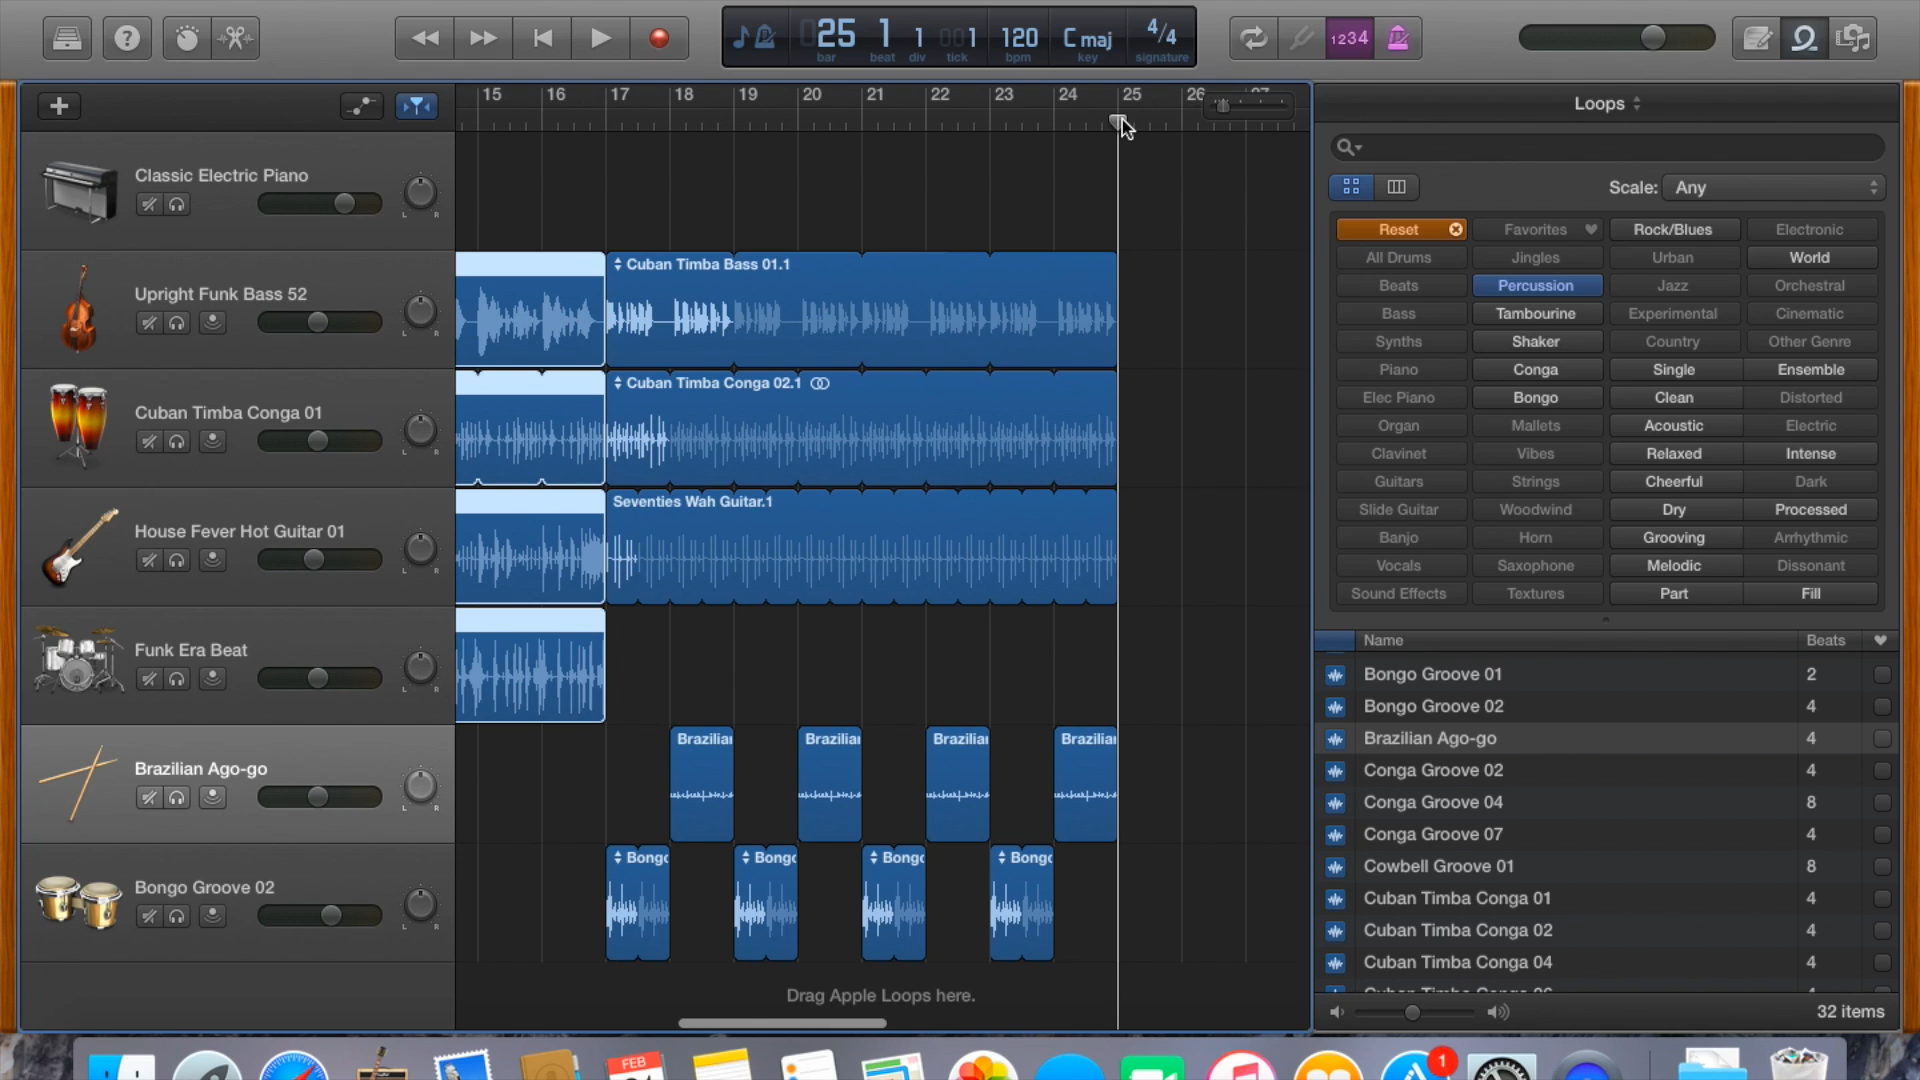 25 1 1 1 120 C maj 4/4
bar beat div tick bpm key signature
1234
15 16 17 18 19 20 21 22 23 24 25 26 27
Loops
Scale: Any
Classic Electric Piano
L R
Upright Funk Bass 52
L R
Cuban Timba Conga 01
L R
House Fever Hot Guitar 01
L R
Funk Era Beat
L R
Brazilian Ago-go
L R
Bongo Groove 02
L R
Cuban Timba Bass 01.1
Cuban Timba Conga 02.1
Seventies Wah Guitar.1
Brazilian Brazilian Brazilian Brazilian
Bongo Bongo Bongo Bongo
Drag Apple Loops here.
Reset Favorites Rock/Blues Electronic
All Drums Jingles Urban World
Beats Percussion Jazz Orchestral
Bass Tambourine Experimental Cinematic
Synths Shaker Country Other Genre
Piano Conga Single Ensemble
Elec Piano Bongo Clean Distorted
Organ Mallets Acoustic Electric
Clavinet Vibes Relaxed Intense
Guitars Strings Cheerful Dark
Slide Guitar Woodwind Dry Processed
Banjo Horn Grooving Arrhythmic
Vocals Saxophone Melodic Dissonant
Sound Effects Textures Part Fill
Name Beats
Bongo Groove 01 2
Bongo Groove 02 4
Brazilian Ago-go 4
Conga Groove 02 4
Conga Groove 04 8
Conga Groove 07 4
Cowbell Groove 01 8
Cuban Timba Conga 01 4
Cuban Timba Conga 02 4
Cuban Timba Conga 04 4
32 items
FEB
1